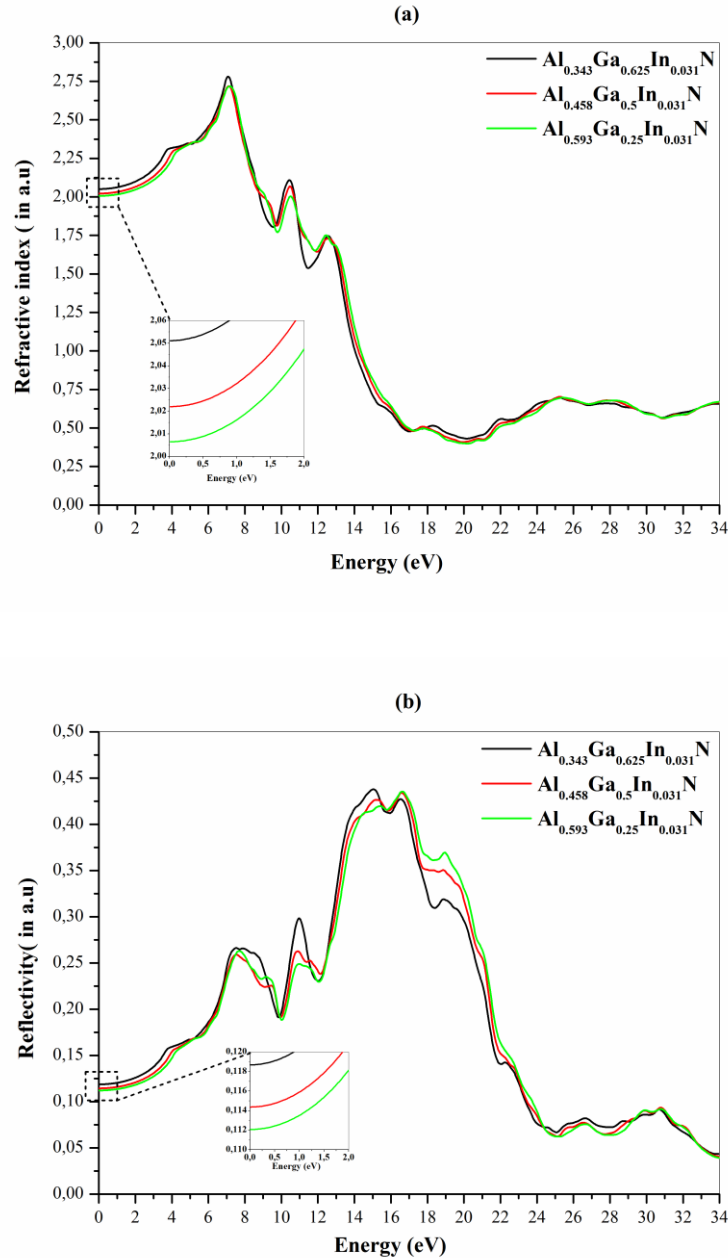 (a)
3,00
2,75
2,50
2,25
2,00
1,75
1,50
1,25
1,00
0,75
0,50
0,25
0,00
Refractive index ( in a.u)
Al0.343Ga0.625In0.031N
Al0.458Ga0.5In0.031N
Al0.593Ga0.25In0.031N
2,06
2,05
2,04
2,03
2,02
2,01
2,00
0,0 0,5 1,0 1,5 2,0
Energy (eV)
0 2 4 6 8 10 12 14 16 18 20 22 24 26 28 30 32 34
Energy (eV)
(b)
0,50
0,45
0,40
0,35
0,30
0,25
0,20
0,15
0,10
0,05
0,00
Reflectivity( in a.u)
Al0.343Ga0.625In0.031N
Al0.458Ga0.5In0.031N
Al0.593Ga0.25In0.031N
0,120
0,118
0,116
0,114
0,112
0,110
0,0 0,5 1,0 1,5 2,0
Energy (eV)
0 2 4 6 8 10 12 14 16 18 20 22 24 26 28 30 32 34
Energy (eV)